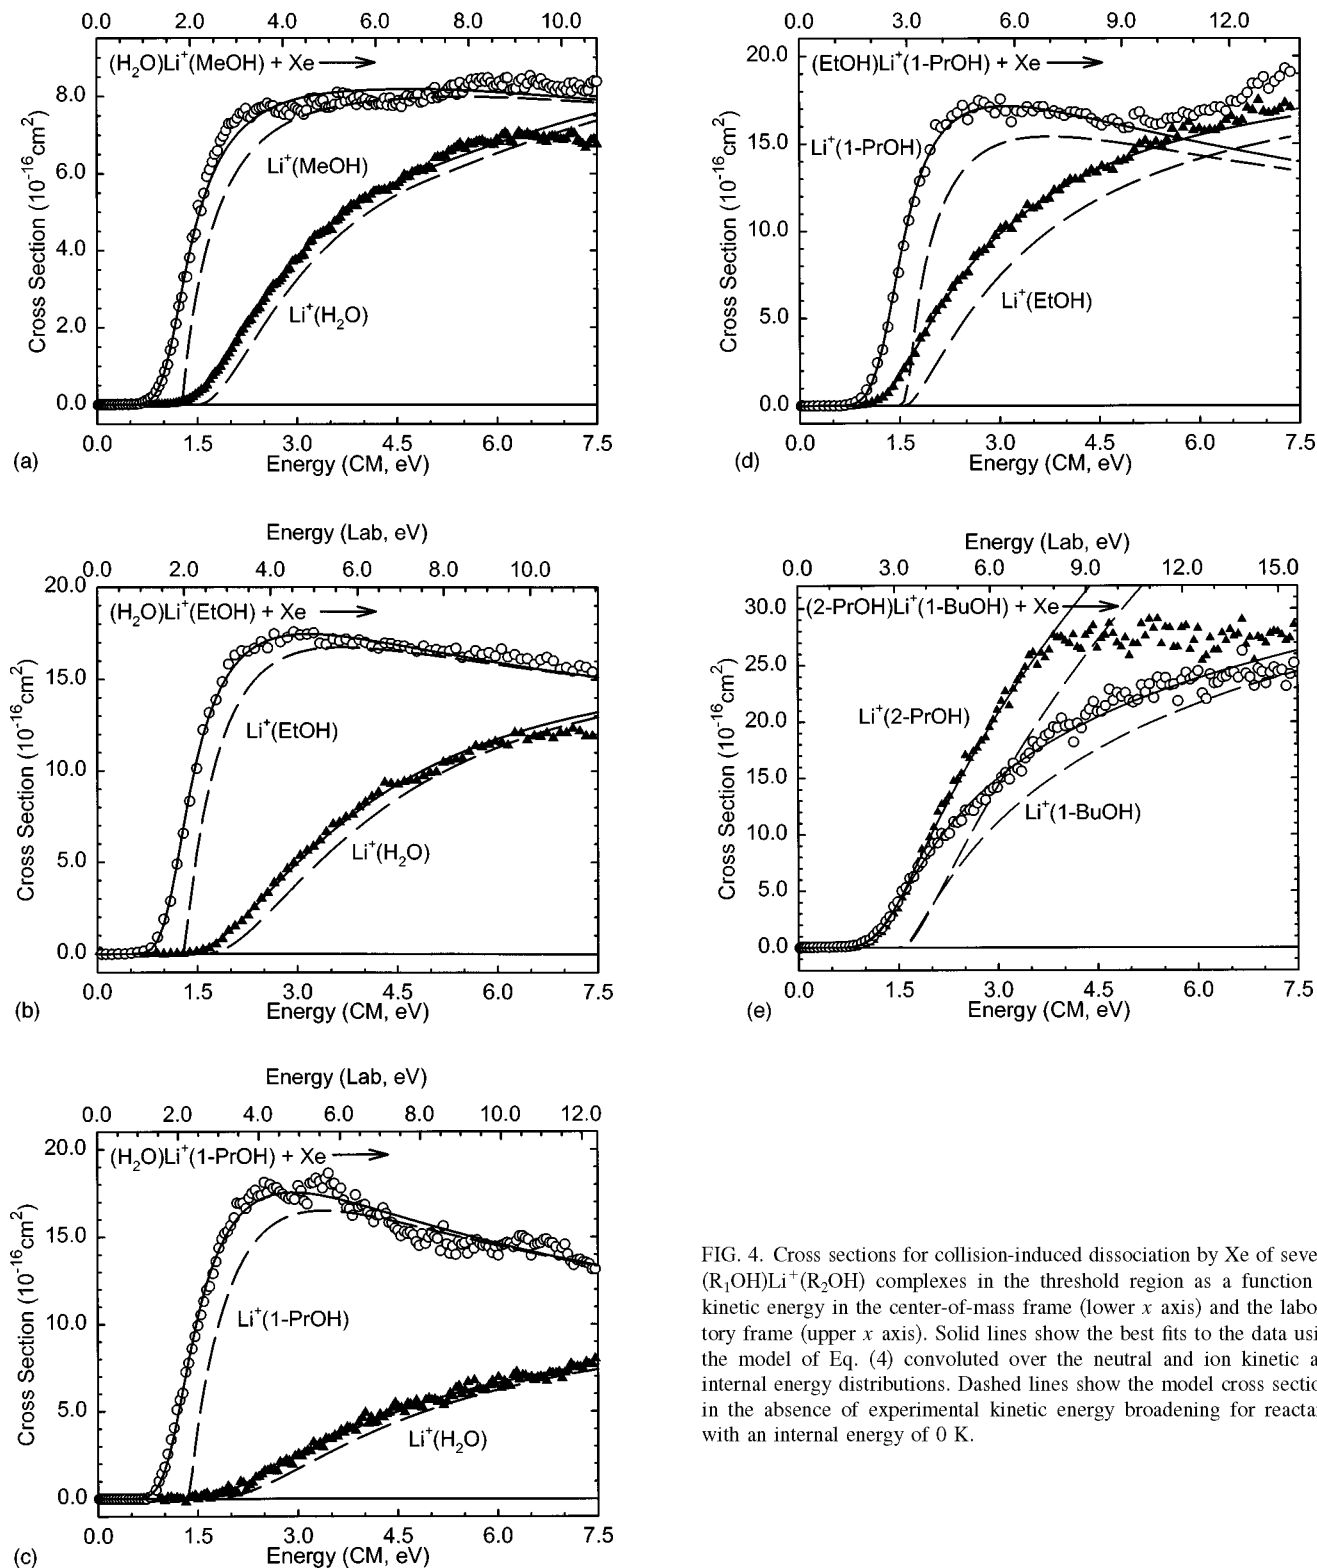 0.0 2.0 4.0 6.0 8.0 10.0
(H₂O)Li⁺(MeOH) + Xe
8.0
6.0
4.0
2.0
0.0
Cross Section (10⁻¹⁶cm²)
Li⁺(MeOH)
Li⁺(H₂O)
0.0 1.5 3.0 4.5 6.0 7.5
Energy (CM, eV)
(a)
Energy (Lab, eV)
0.0 2.0 4.0 6.0 8.0 10.0
20.0
(H₂O)Li⁺(EtOH) + Xe
15.0
10.0
5.0
0.0
Cross Section (10⁻¹⁶cm²)
Li⁺(EtOH)
Li⁺(H₂O)
0.0 1.5 3.0 4.5 6.0 7.5
Energy (CM, eV)
(b)
Energy (Lab, eV)
0.0 2.0 4.0 6.0 8.0 10.0 12.0
20.0
(H₂O)Li⁺(1-PrOH) + Xe
15.0
10.0
5.0
0.0
Cross Section (10⁻¹⁶cm²)
Li⁺(1-PrOH)
Li⁺(H₂O)
0.0 1.5 3.0 4.5 6.0 7.5
Energy (CM, eV)
(c)
0.0 3.0 6.0 9.0 12.0
20.0
(EtOH)Li⁺(1-PrOH) + Xe
15.0
10.0
5.0
0.0
Cross Section (10⁻¹⁶cm²)
Li⁺(1-PrOH)
Li⁺(EtOH)
0.0 1.5 3.0 4.5 6.0 7.5
Energy (CM, eV)
(d)
Energy (Lab, eV)
0.0 3.0 6.0 9.0 12.0 15.0
30.0
(2-PrOH)Li⁺(1-BuOH) + Xe
25.0
20.0
15.0
10.0
5.0
0.0
Cross Section (10⁻¹⁶cm²)
Li⁺(2-PrOH)
Li⁺(1-BuOH)
0.0 1.5 3.0 4.5 6.0 7.5
Energy (CM, eV)
(e)
FIG. 4. Cross sections for collision-induced dissociation by Xe of seve
(R₁OH)Li⁺(R₂OH) complexes in the threshold region as a function
kinetic energy in the center-of-mass frame (lower x axis) and the labo
tory frame (upper x axis). Solid lines show the best fits to the data usi
the model of Eq. (4) convoluted over the neutral and ion kinetic a
internal energy distributions. Dashed lines show the model cross sectio
in the absence of experimental kinetic energy broadening for reacta
with an internal energy of 0 K.